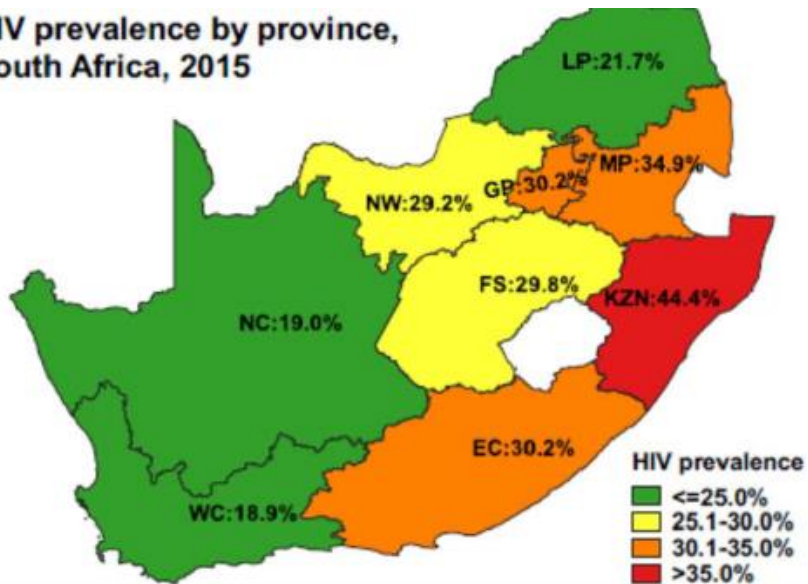 IV prevalence by province,
outh Africa, 2015
LP:21.7%
MP:34.9%
GP:30.2%
NW:29.2%
FS:29.8%
KZN:44.4%
NC:19.0%
EC:30.2%
WC:18.9%
HIV prevalence
<=25.0%
25.1-30.0%
30.1-35.0%
>35.0%